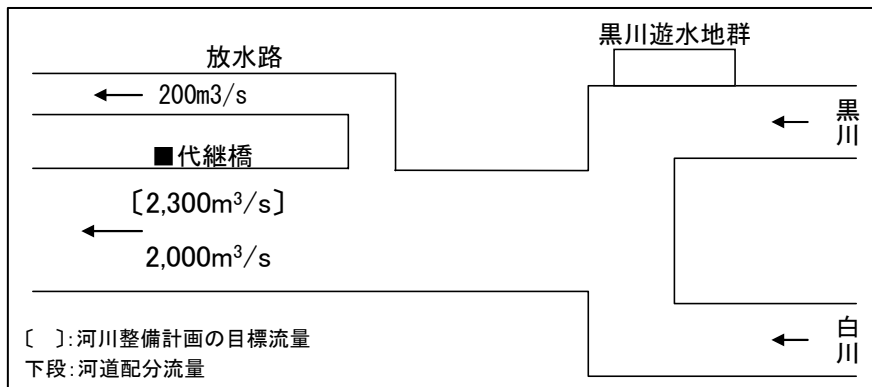 黒川遊水地群
放水路
200m3/s
黒川
■代継橋
〔2,300m³/s〕
2,000m³/s
〔 〕:河川整備計画の目標流量
下段:河道配分流量
白川